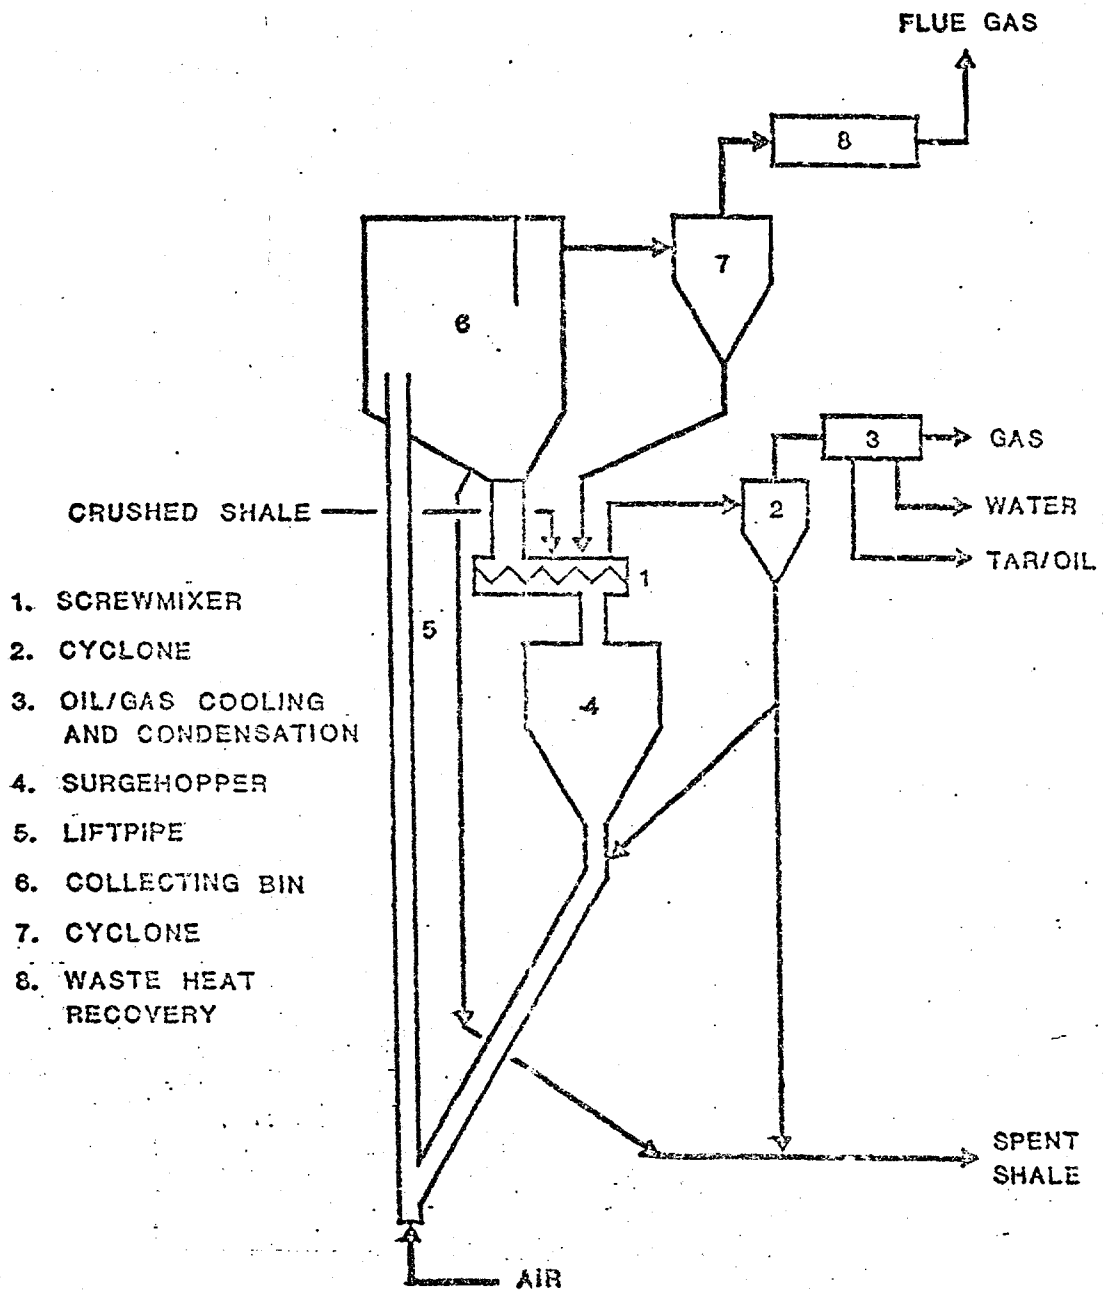 FLUE GAS
8
7
6
3
GAS
2
WATER
CRUSHED SHALE
TAR/OIL
1
5
4
1. SCREWMIXER
2. CYCLONE
3. OIL/GAS COOLING
AND CONDENSATION
4. SURGEHOPPER
5. LIFTPIPE
6. COLLECTING BIN
7. CYCLONE
8. WASTE HEAT
RECOVERY
SPENT
SHALE
AIR